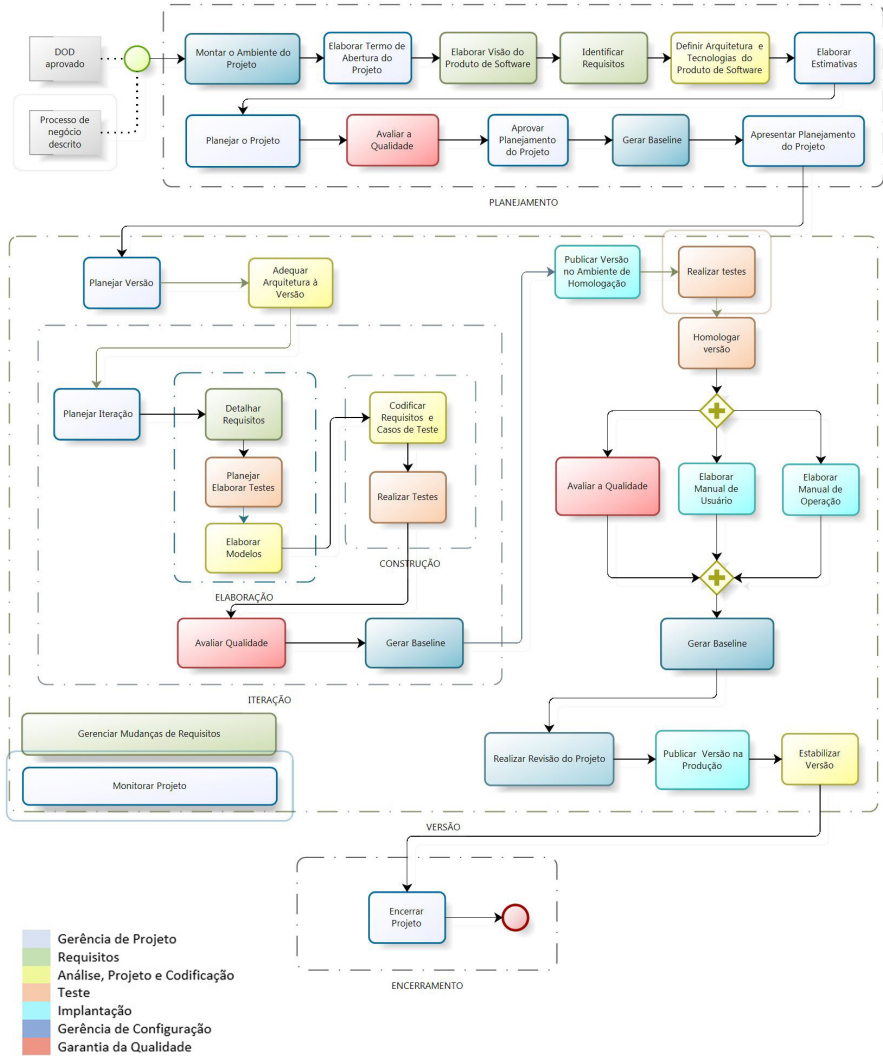 DOD
aprovado
Processo de
negócio
descrito
Montar o Ambiente do
Projeto
Elaborar Termo de
Abertura do
Projeto
Elaborar Visão do
Produto de Software
Identificar
Requisitos
Definir Arquitetura e
Tecnologias do
Produto de Software
Elaborar
Estimativas
Planejar o Projeto
Avaliar a
Qualidade
Aprovar
Planejamento
do Projeto
Gerar Baseline
Apresentar Planejamento
do Projeto
PLANEJAMENTO
Planejar Versão
Adequar
Arquitetura à
Versão
Publicar Versão
no Ambiente de
Homologação
Realizar testes
Homologar
versão
Planejar Iteração
Detalhar
Requisitos
Planejar
Elaborar Testes
Elaborar
Modelos
ELABORAÇÃO
Codificar
Requisitos e
Casos de Teste
Realizar Testes
CONSTRUÇÃO
Avaliar a Qualidade
Elaborar
Manual de
Usuário
Elaborar
Manual de
Operação
Avaliar Qualidade
Gerar Baseline
ITERAÇÃO
Gerar Baseline
Gerenciar Mudanças de Requisitos
Monitorar Projeto
Realizar Revisão do Projeto
Publicar Versão na
Produção
Estabilizar
Versão
VERSÃO
Encerrar
Projeto
ENCERRAMENTO
Gerência de Projeto
Requisitos
Análise, Projeto e Codificação
Teste
Implantação
Gerência de Configuração
Garantia da Qualidade